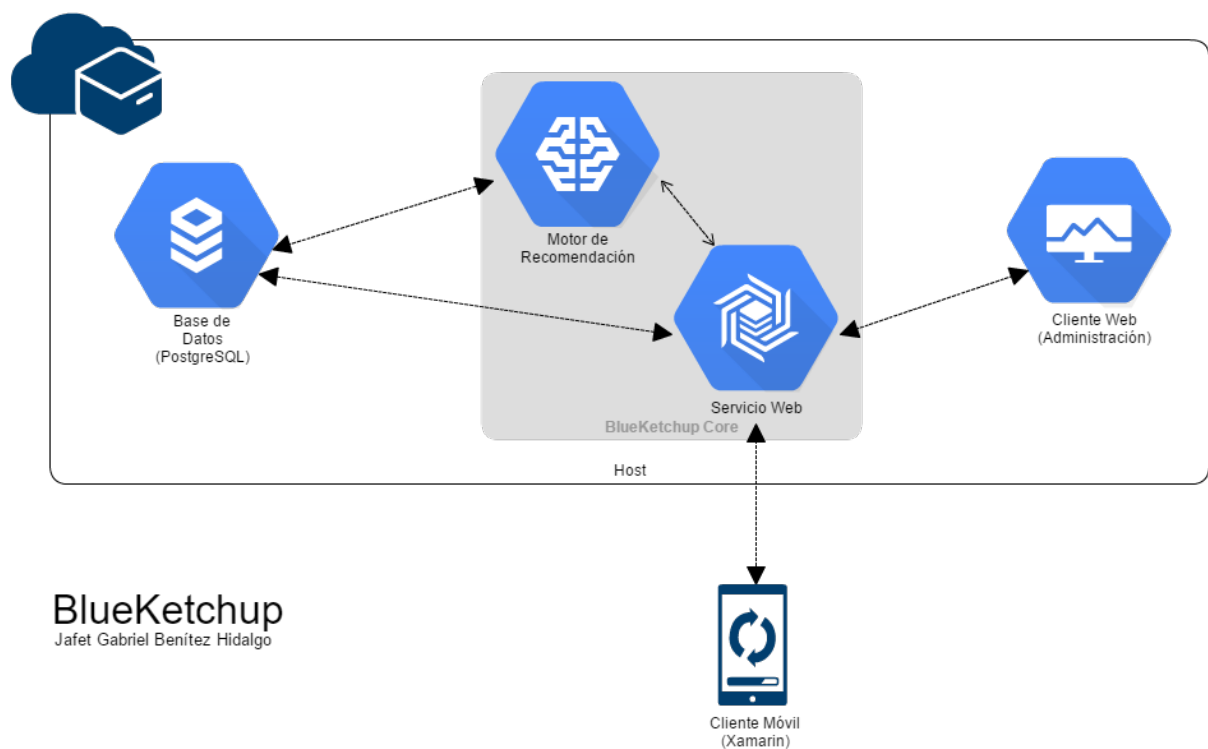 Motor de
Recomendación
Base de
Datos
(PostgreSQL)
Cliente Web
(Administración)
Servicio Web
BlueKetchup Core
Host
BlueKetchup
Jafet Gabriel Benítez Hidalgo
Cliente Móvil
(Xamarin)